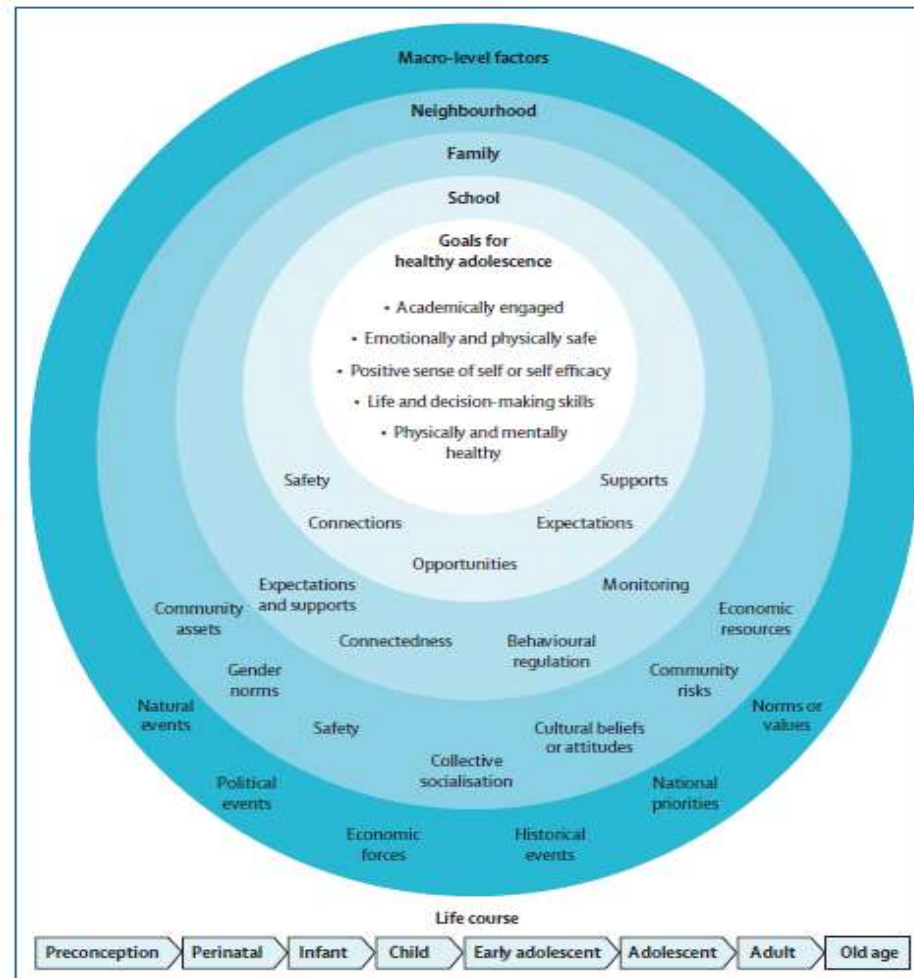 Macro-level factors
Neighbourhood
Family
School
Goals for
healthy adolescence
• Academically engaged
• Emotionally and physically safe
• Positive sense of self or self efficacy
• Life and decision-making skills
• Physically and mentally
healthy
Safety
Supports
Connections
Expectations
Opportunities
Expectations
and supports
Monitoring
Connectedness
Behavioural
regulation
Community
assets
Economic
resources
Gender
norms
Community
risks
Safety
Cultural beliefs
or attitudes
Collective
socialisation
Natural
events
Norms or
values
Political
events
National
priorities
Economic
forces
Historical
events
Life course
Preconception
Perinatal
Infant
Child
Early adolescent
Adolescent
Adult
Old age